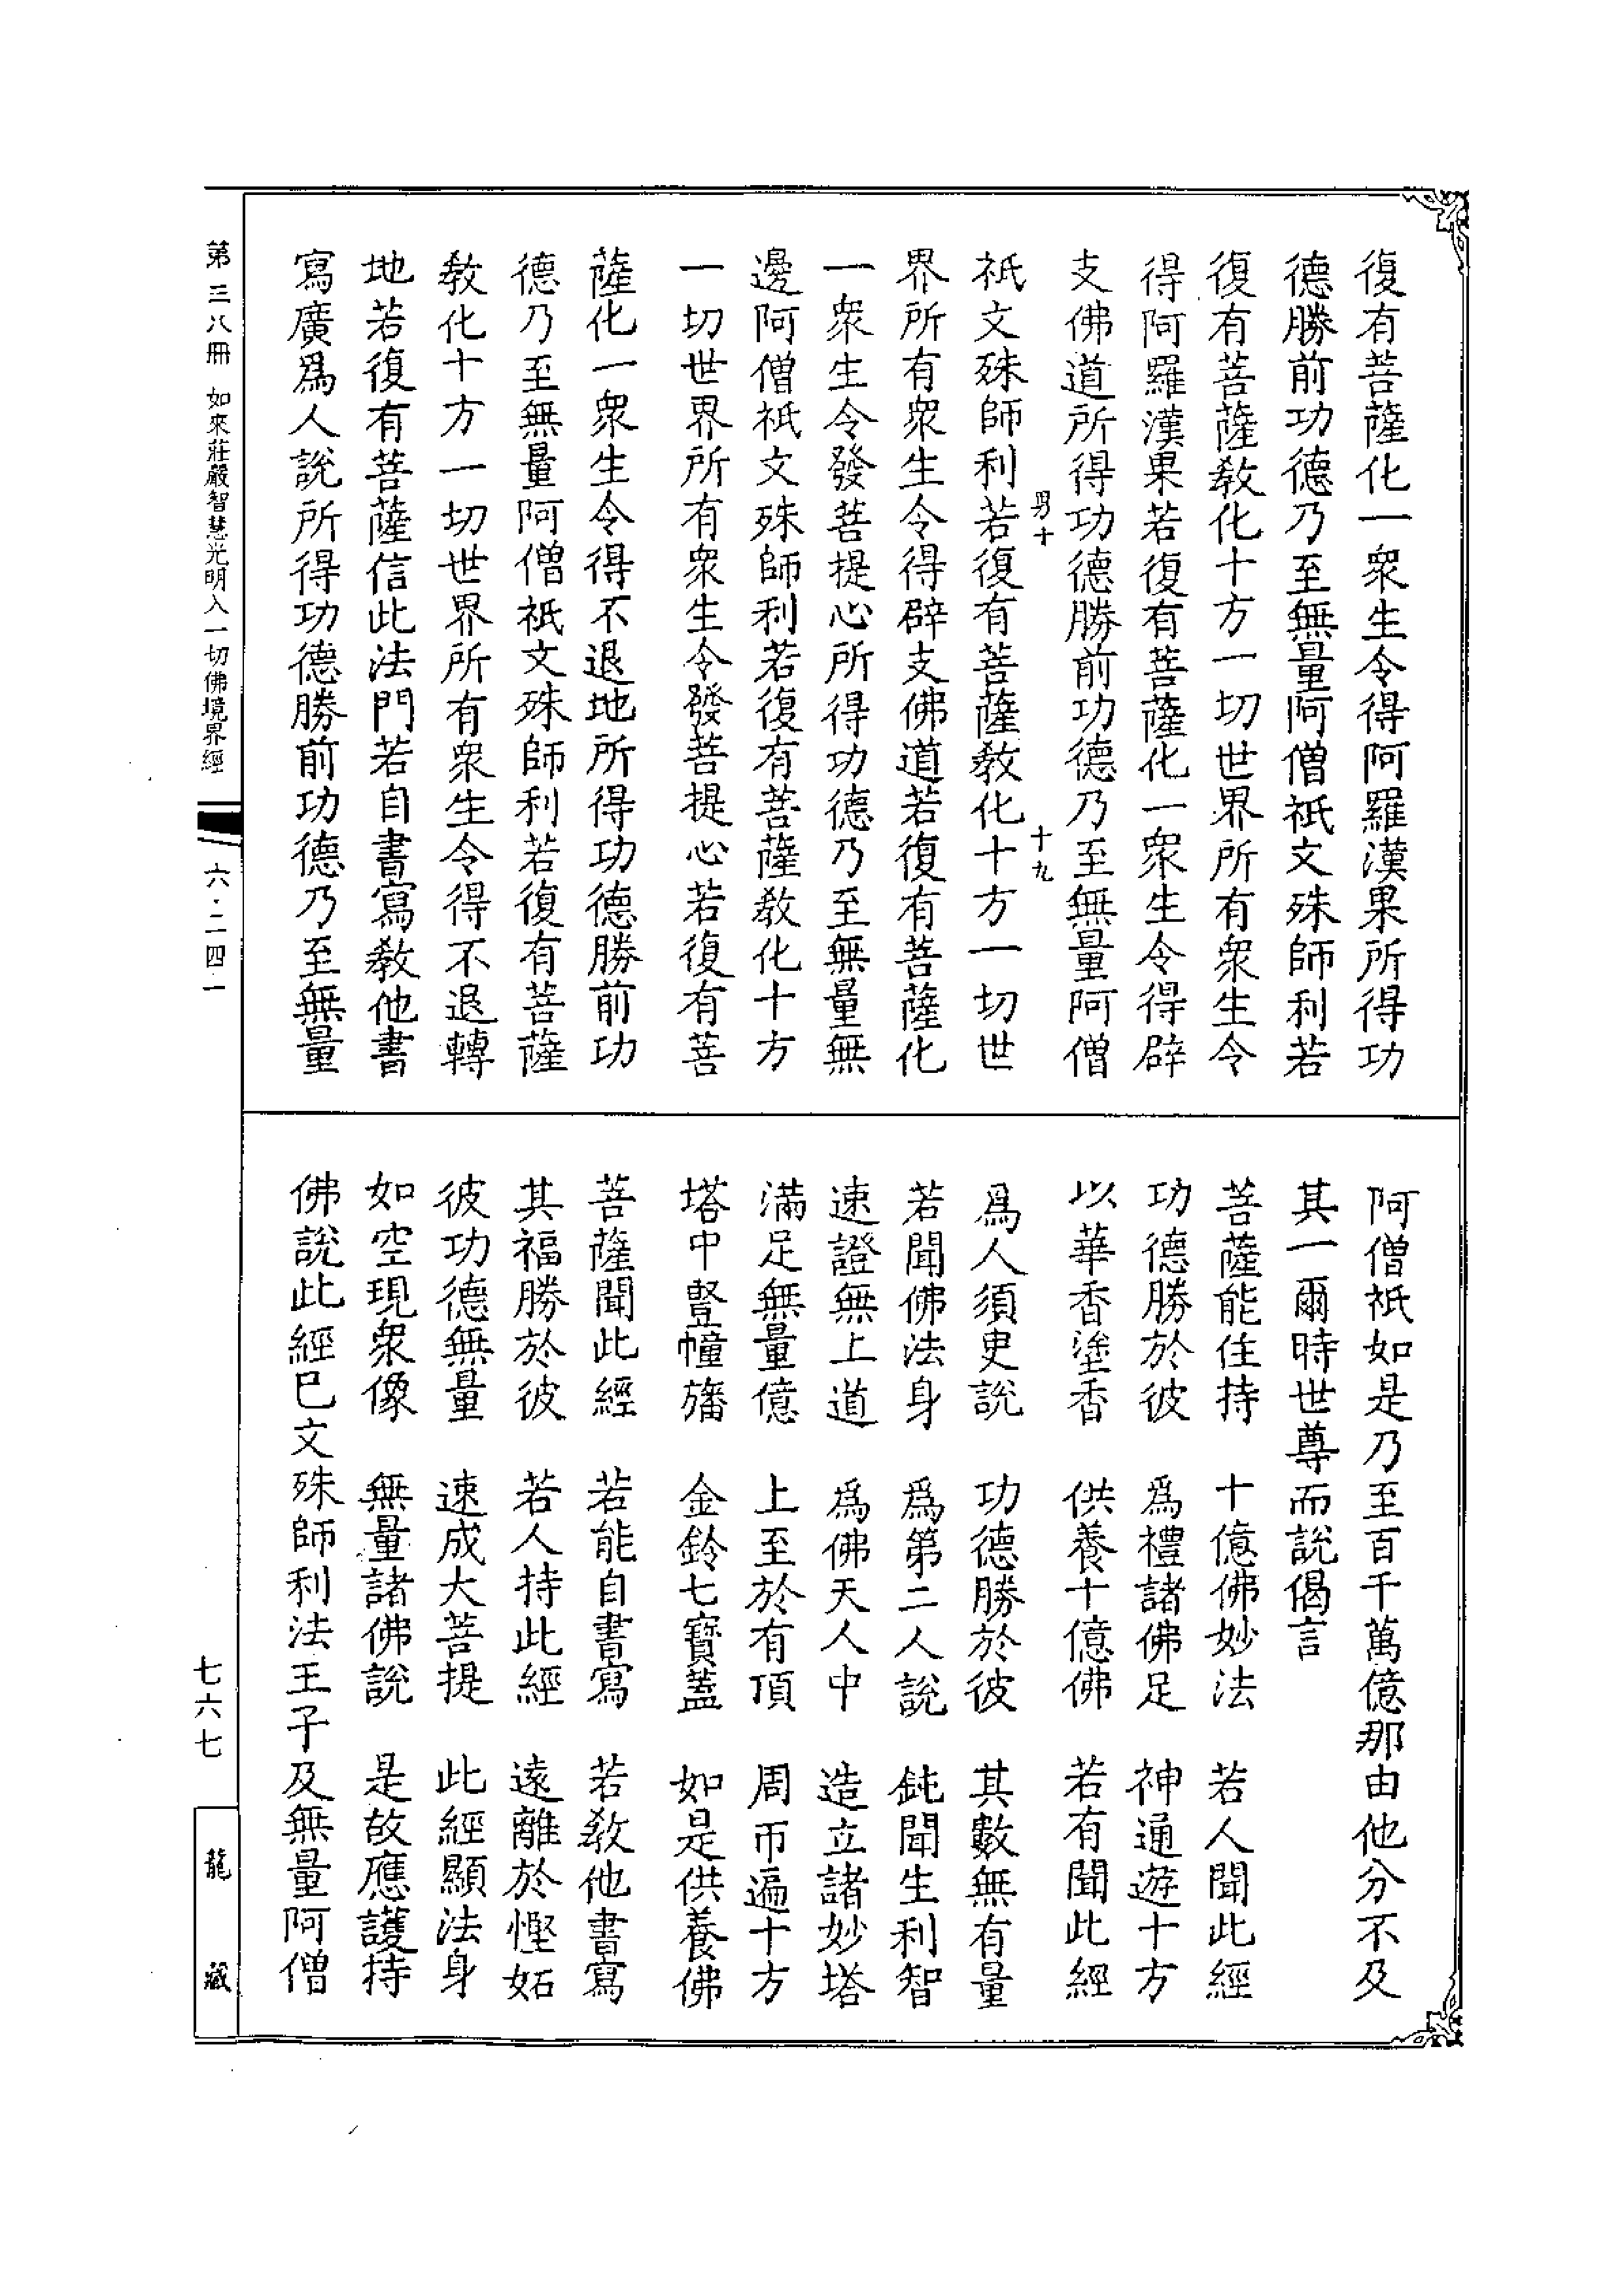 復有菩薩化一衆生令得阿羅漢果所得功
德勝前功德乃至無量阿僧祇文殊師利若
復有菩薩教化十方一切世界所有衆生令
得阿羅漢果若復有菩薩化一衆生令得辟
支佛道所得功德勝前功德乃至無量阿僧
男十 十九
祇文殊師利若復有菩薩教化十方一切世
界所有衆生令得辟支佛道若復有菩薩化
一衆生令發菩提心所得功德乃至無量無
邊阿僧祇文殊師利若復有菩薩教化十方
一切世界所有衆生令發菩提心若復有菩
薩化一衆生令得不退地所得功德勝前功
德乃至無量阿僧祇文殊師利若復有菩薩
教化十方一切世界所有衆生令得不退轉
地若復有菩薩信此法門若自書寫教他書
寫廣爲人説所得功德勝前功德乃至無量
阿僧祇如是乃至百千萬億那由他分不及
其一爾時世尊而説偈言
菩薩能住持 十億佛妙法 若人聞此經
功德勝於彼 爲禮諸佛足 神通遊十方
以華香塗香 供養十億佛 若有聞此經
爲人須臾説 功德勝於彼 其數無有量
若聞佛法身 爲第二人説 鈍聞生利智
速證無上道 爲佛天人中 造立諸妙塔
滿足無量億 上至於有頂 周帀遍十方
塔中豎幢旛 金鈴七寶蓋 如是供養佛
菩薩聞此經 若能自書寫 若教他書寫
其福勝於彼 若人持此經 遠離於慳妬
彼功德無量 速成大菩提 此經顯法身
如空現衆像 無量諸佛説 是故應護持
佛説此經巳文殊師利法王子及無量阿僧
第三八冊 如來莊嚴智慧光明入一切佛境界經
六·二四一
七六七
龍藏